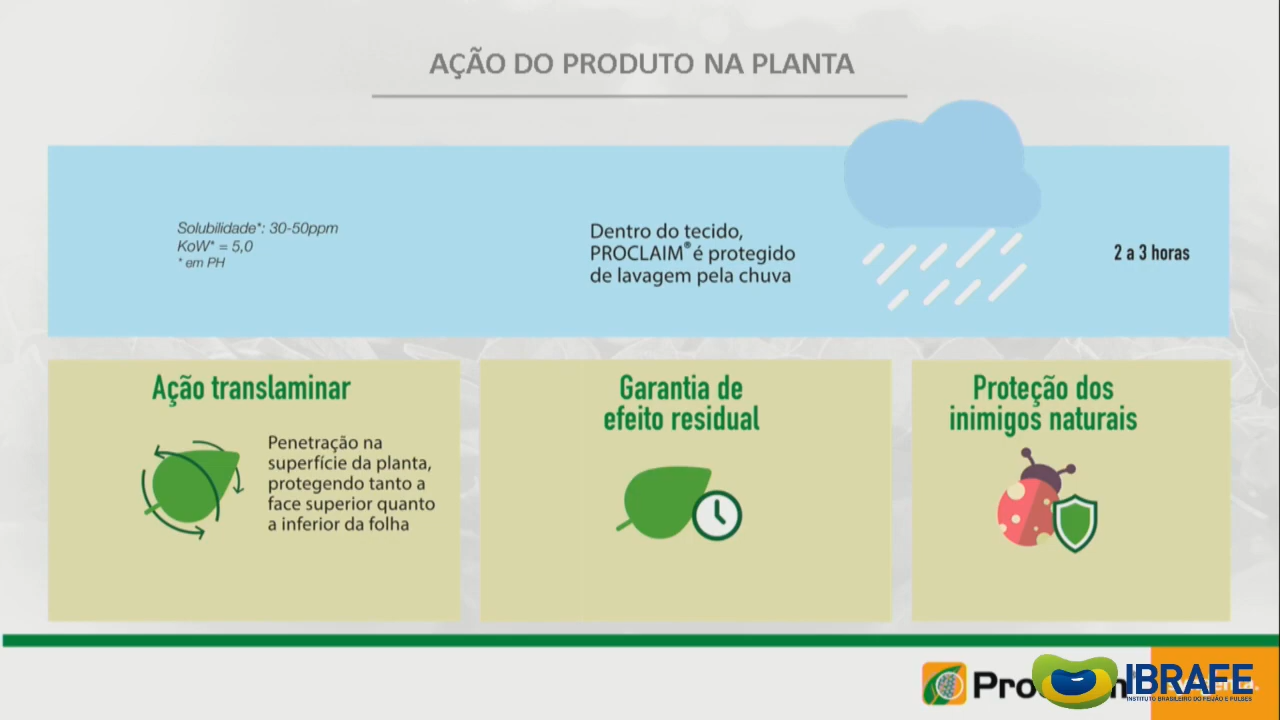 AÇÃO DO PRODUTO NA PLANTA
Solubilidade*: 30-50ppm
KoW* = 5,0
* em PH
Dentro do tecido,
PROCLAIM® é protegido
de lavagem pela chuva
2 a 3 horas
Ação translaminar
Penetração na
superfície da planta,
protegendo tanto a
face superior quanto
a inferior da folha
Garantia de
efeito residual
Proteção dos
inimigos naturais
IBRAFE
INSTITUTO BRASILEIRO DO FEIJÃO E PULSES